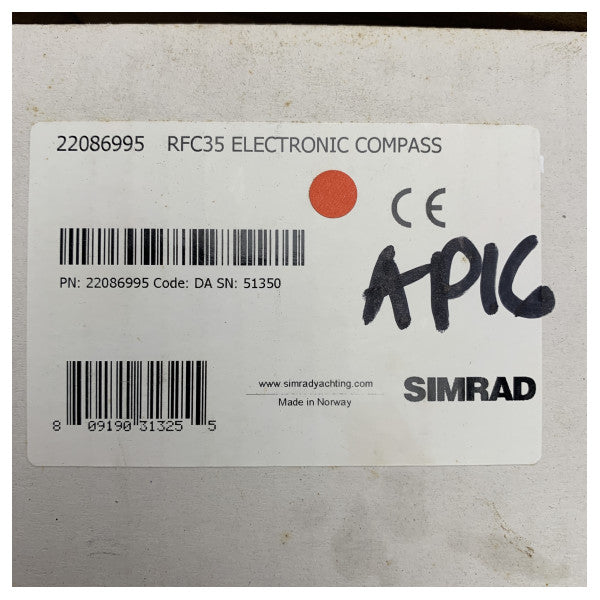 22086995 RFC35 ELECTRONIC COMPASS
CE
AP16
PN: 22086995 Code: DA SN: 51350
www.simradyachting.com
SIMRAD
Made in Norway
8 09190 31325 5